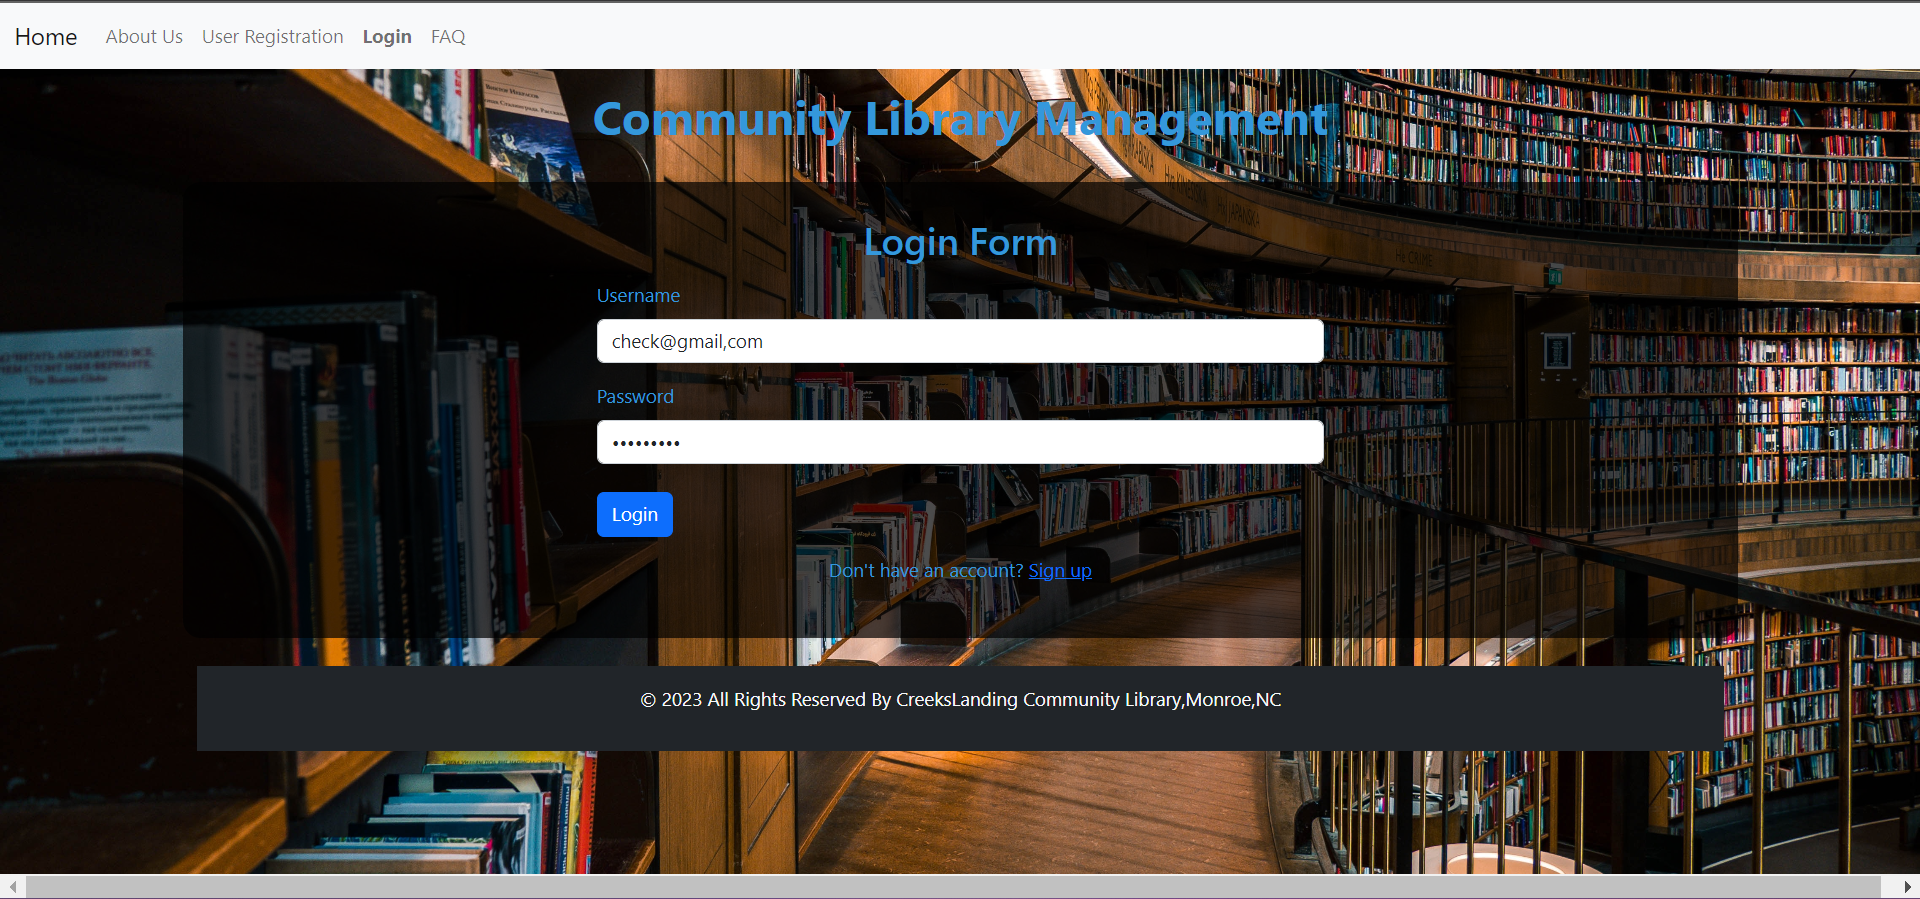 Home About Us User Registration Login FAQ
Community Library Management
Login Form
Username
check@gmail,com
Password
•••••••••
Login
Don't have an account? Sign up
© 2023 All Rights Reserved By CreeksLanding Community Library,Monroe,NC